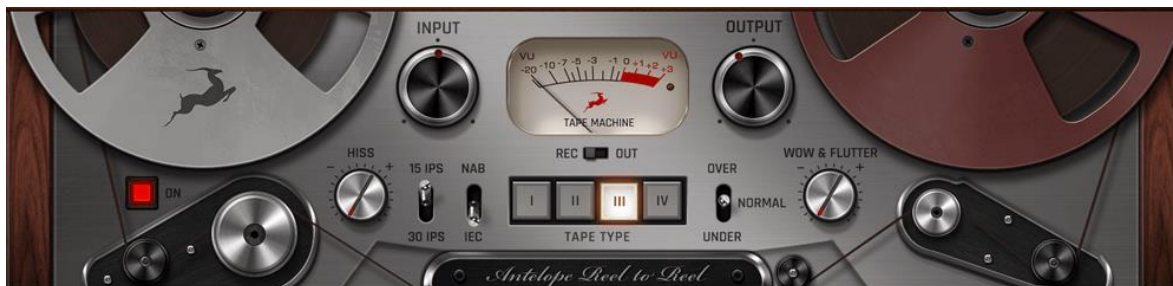 INPUT
OUTPUT
VU VU
-20 -10 -7 -5 -3 -1 0 +1 +2 +3
TAPE MACHINE
REC OUT
ON
HISS
- +
15 IPS
30 IPS
NAB
IEC
I II III IV
TAPE TYPE
OVER
NORMAL
UNDER
WOW & FLUTTER
- +
Antelope Reel to Reel